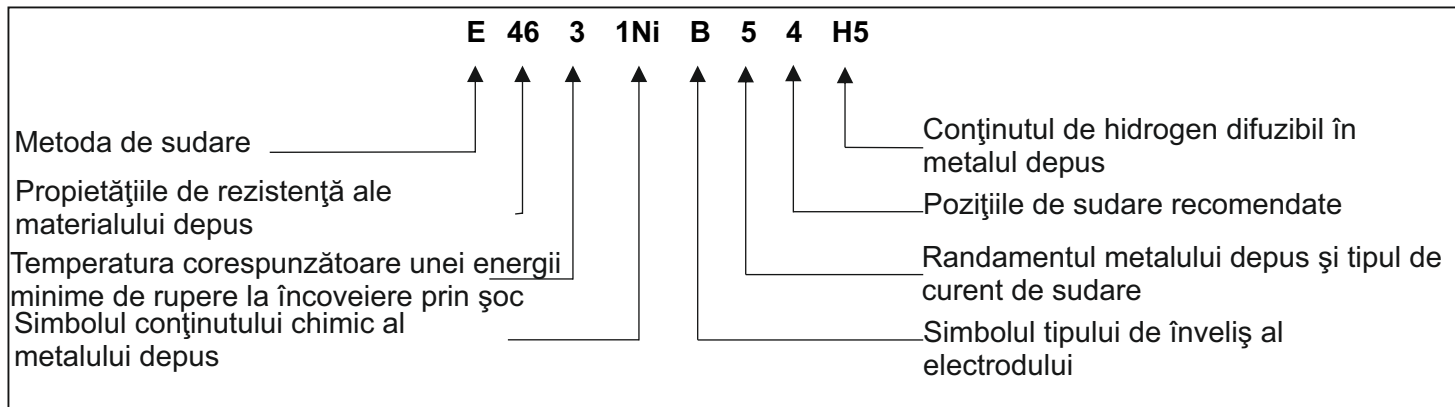 E 46 3 1Ni B 5 4 H5
Metoda de sudare
Propietăţiile de rezistenţă ale
materialului depus
Temperatura corespunzătoare unei energii
minime de rupere la încoveiere prin şoc
Simbolul conţinutului chimic al
metalului depus
Conţinutul de hidrogen difuzibil în
metalul depus
Poziţiile de sudare recomendate
Randamentul metalului depus şi tipul de
curent de sudare
Simbolul tipului de înveliş al
electrodului